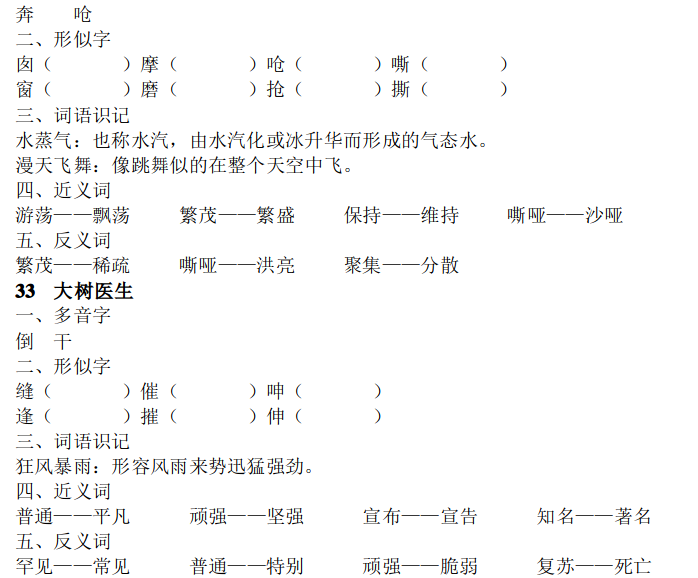 奔 呛
二、形似字
囱（ ）摩（ ）呛（ ）嘶（ ）
窗（ ）磨（ ）抢（ ）撕（ ）
三、词语识记
水蒸气：也称水汽，由水汽化或冰升华而形成的气态水。
漫天飞舞：像跳舞似的在整个天空中飞。
四、近义词
游荡——飘荡 繁茂——繁盛 保持——维持 嘶哑——沙哑
五、反义词
繁茂——稀疏 嘶哑——洪亮 聚集——分散
33 大树医生
一、多音字
倒 干
二、形似字
缝（ ）催（ ）呻（ ）
逢（ ）摧（ ）伸（ ）
三、词语识记
狂风暴雨：形容风雨来势迅猛强劲。
四、近义词
普通——平凡 顽强——坚强 宣布——宣告 知名——著名
五、反义词
罕见——常见 普通——特别 顽强——脆弱 复苏——死亡